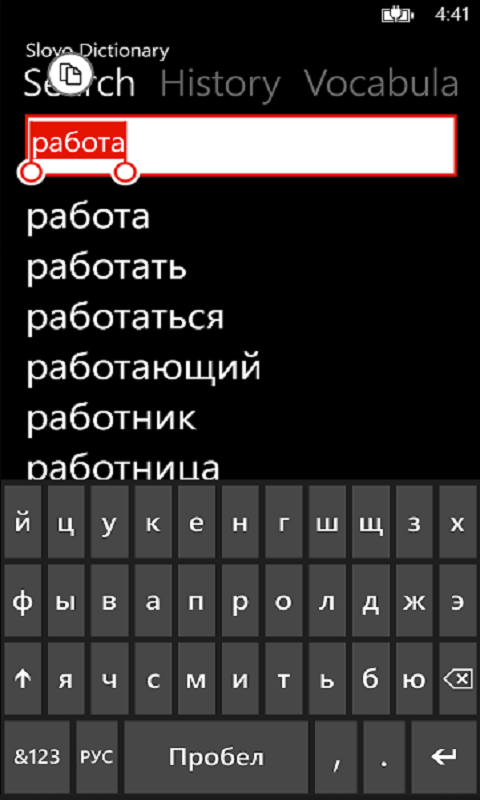 4:41
Slovo Dictionary
Search History Vocabula
работа
работа
работать
работаться
работающий
работник
работница
й ц у к е н г ш щ з х
ф ы в а п р о л д ж э
я ч с м и т ь б ю
&123 РУС Пробел , .